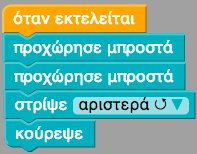 όταν εκτελείται
προχώρησε μπροστά
προχώρησε μπροστά
στρίψε αριστερά ↺ ▼
κούρεψε